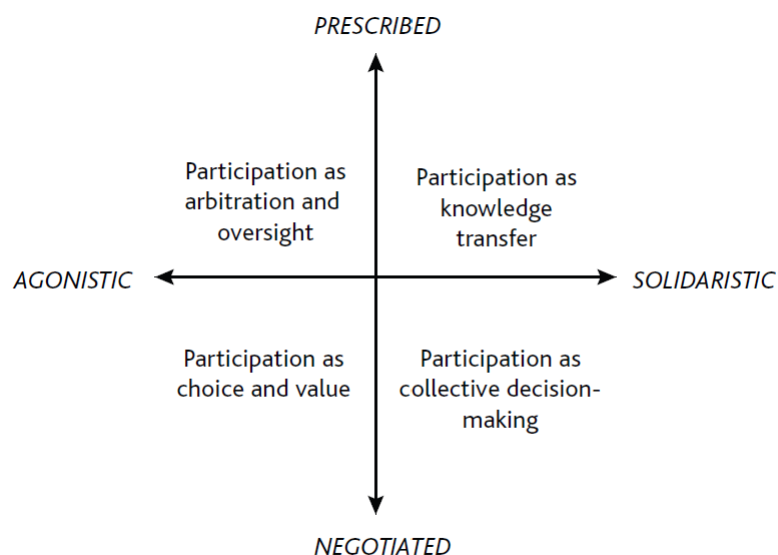 PRESCRIBED
Participation as
arbitration and
oversight
Participation as
knowledge
transfer
AGONISTIC
SOLIDARISTIC
Participation as
choice and value
Participation as
collective decision-
making
NEGOTIATED